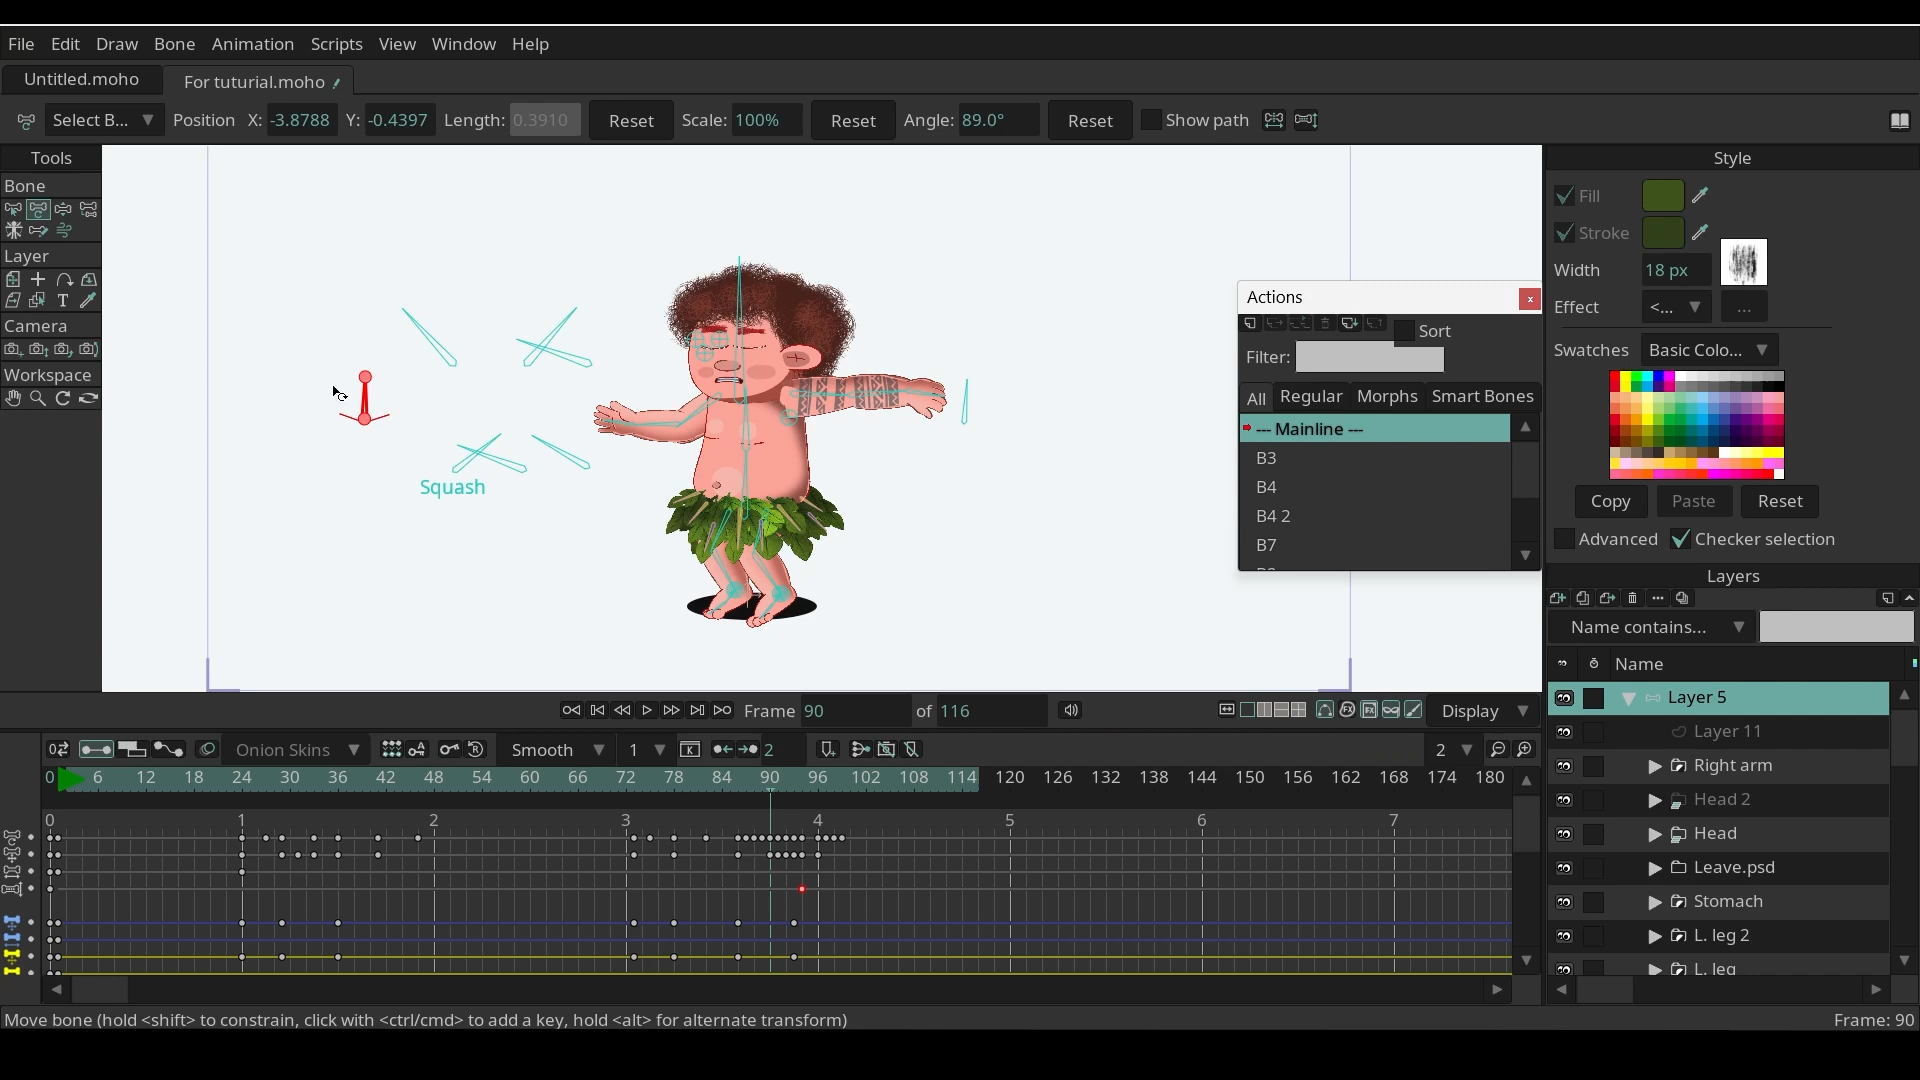 File Edit Draw Bone Animation Scripts View Window Help
Untitled.moho For tuturial.moho
Select B... Position X: -3.8788 Y: -0.4397 Length: 0.3910 Reset Scale: 100% Reset Angle: 89.0° Reset Show path
Tools
Bone
Layer
Camera
Workspace
Squash
Actions
Sort
Filter:
All Regular Morphs Smart Bones
--- Mainline ---
B3
B4
B4 2
B7
Style
Fill
Stroke
Width 18 px
Effect <... ...
Swatches Basic Colo...
Copy Paste Reset
Advanced Checker selection
Layers
Name contains...
Name
Layer 5
Layer 11
Right arm
Head 2
Head
Leave.psd
Stomach
L. leg 2
L. leg
Frame 90 of 116 Display
Onion Skins Smooth 1 2 2
0 6 12 18 24 30 36 42 48 54 60 66 72 78 84 90 96 102 108 114 120 126 132 138 144 150 156 162 168 174 180
0 1 2 3 4 5 6 7
Move bone (hold <shift> to constrain, click with <ctrl/cmd> to add a key, hold <alt> for alternate transform) Frame: 90